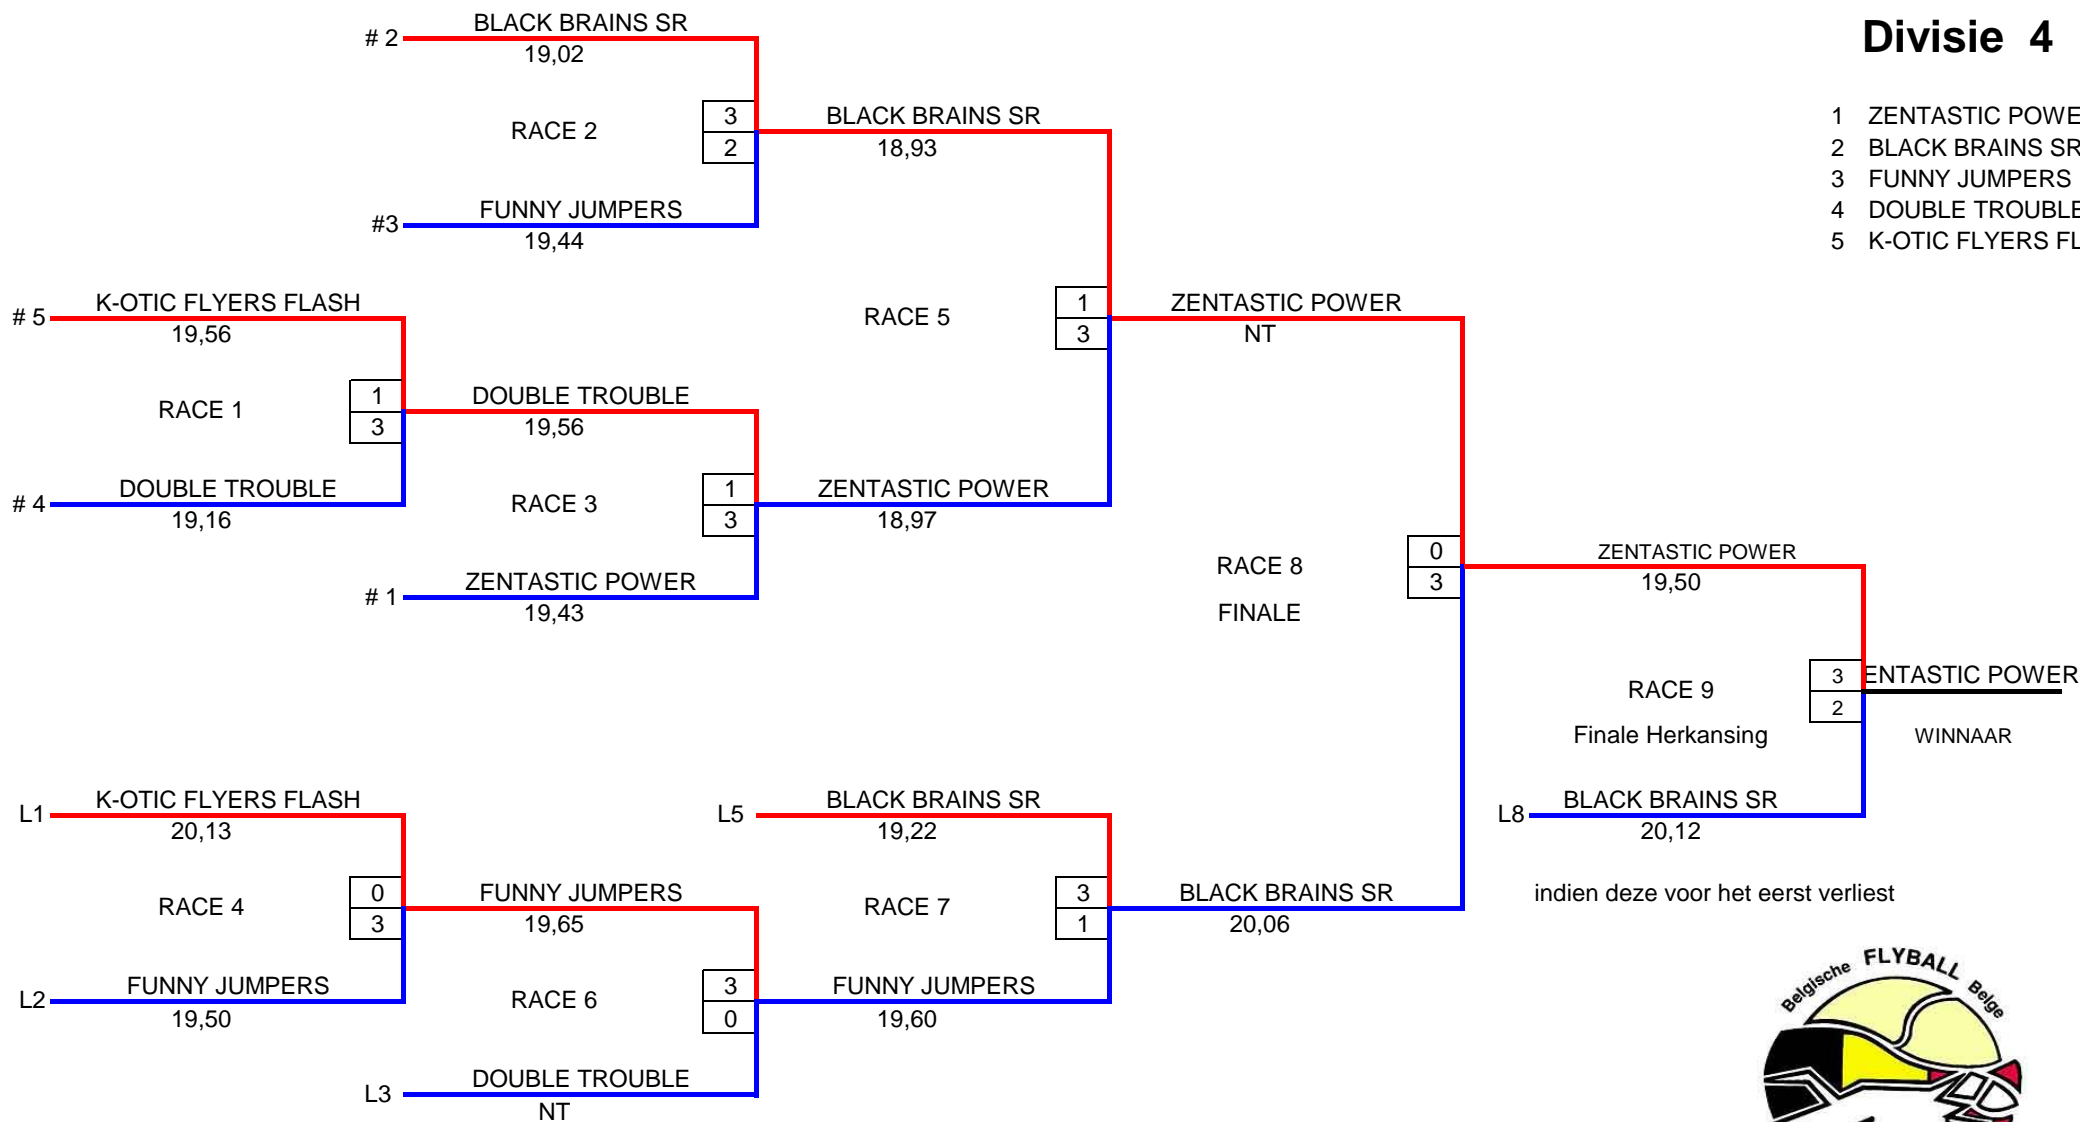 Divisie 4
1 ZENTASTIC POWE
2 BLACK BRAINS SR
3 FUNNY JUMPERS
4 DOUBLE TROUBLE
5 K-OTIC FLYERS FL
# 2 BLACK BRAINS SR
19,02
RACE 2
3
2
#3 FUNNY JUMPERS
19,44
BLACK BRAINS SR
18,93
# 5 K-OTIC FLYERS FLASH
19,56
RACE 1
1
3
# 4 DOUBLE TROUBLE
19,16
DOUBLE TROUBLE
19,56
RACE 3
1
3
# 1 ZENTASTIC POWER
19,43
ZENTASTIC POWER
18,97
RACE 5
1
3
ZENTASTIC POWER
NT
RACE 8
FINALE
0
3
ZENTASTIC POWER
19,50
RACE 9
Finale Herkansing
3
2
ENTASTIC POWER
WINNAAR
L8 BLACK BRAINS SR
20,12
indien deze voor het eerst verliest
L1 K-OTIC FLYERS FLASH
20,13
RACE 4
0
3
L2 FUNNY JUMPERS
19,50
FUNNY JUMPERS
19,65
RACE 6
3
0
L3 DOUBLE TROUBLE
NT
L5 BLACK BRAINS SR
19,22
RACE 7
3
1
FUNNY JUMPERS
19,60
BLACK BRAINS SR
20,06
Belgische FLYBALL Belge